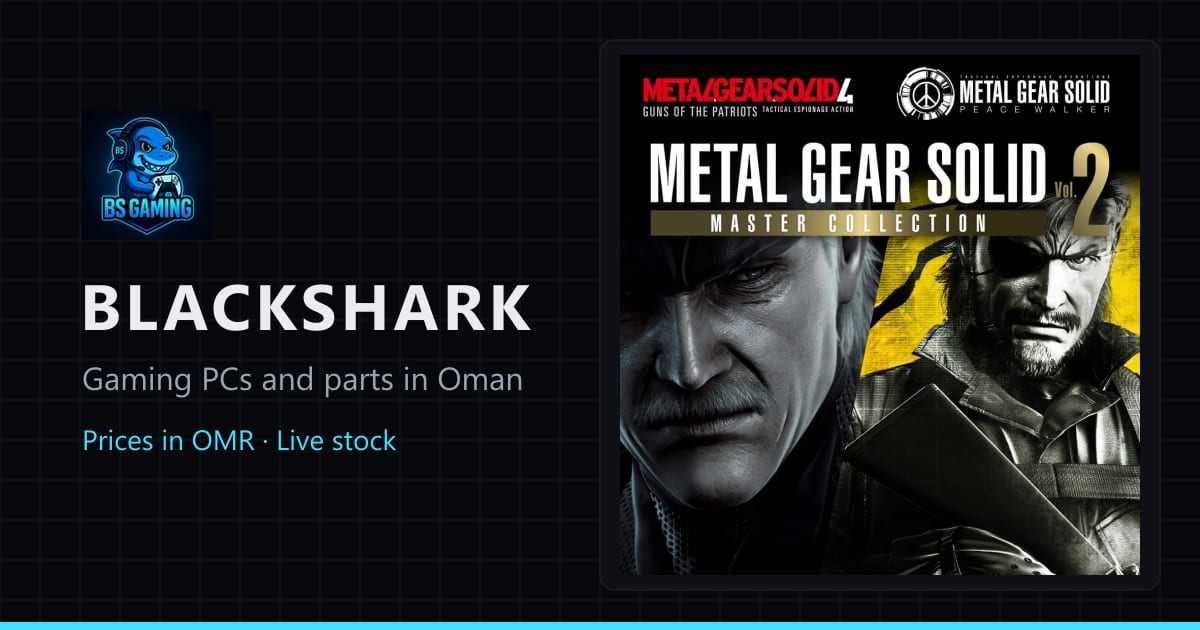 BS
BS GAMING
BLACKSHARK
Gaming PCs and parts in Oman
Prices in OMR · Live stock
METAL GEAR SOLID 4
GUNS OF THE PATRIOTS TACTICAL ESPIONAGE ACTION
TACTICAL ESPIONAGE OPERATIONS
METAL GEAR SOLID
PEACE WALKER
METAL GEAR SOLID Vol. 2
MASTER COLLECTION